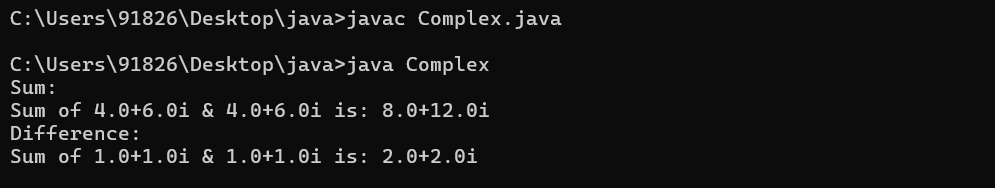 C:\Users\91826\Desktop\java>javac Complex.java
C:\Users\91826\Desktop\java>java Complex
Sum:
Sum of 4.0+6.0i & 4.0+6.0i is: 8.0+12.0i
Difference:
Sum of 1.0+1.0i & 1.0+1.0i is: 2.0+2.0i